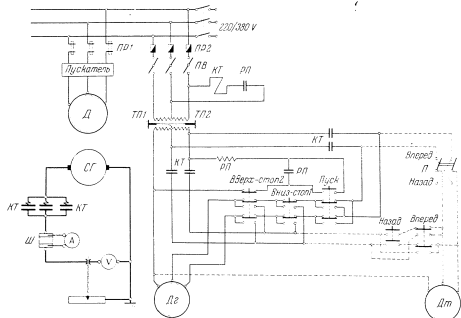 220/380 V
ПР1
ПР2
Пускатель
ПВ
КТ
РП
Д
ТП1
ТП2
КТ
Вперед
П
Назад
СГ
КТ
РП
РП
Вверх-стоп2
Пуск
Вниз-стоп1
КТ
КТ
Назад
Вперед
Ш
А
V
Дг
Дт